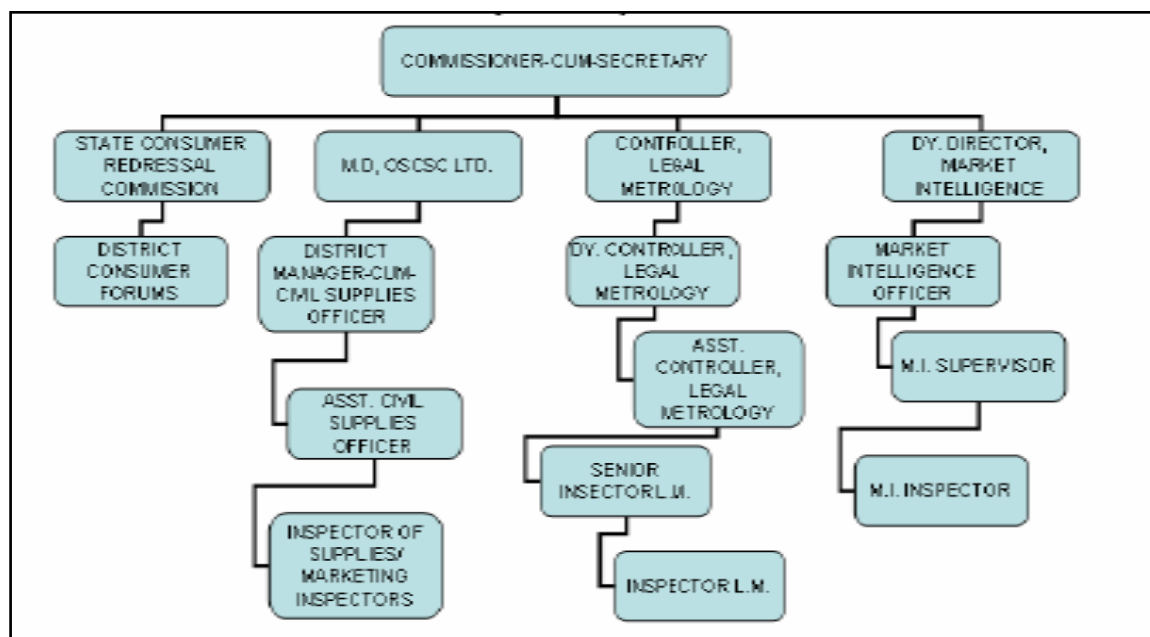 COMMISSIONER-CUM-SECRETARY
STATE CONSUMER
REDRESSAL
COMMISSION
M.D, OSCSC LTD.
CONTROLLER,
LEGAL
METROLOGY
DY. DIRECTOR,
MARKET
INTELLIGENCE
DISTRICT
CONSUMER
FORUMS
DISTRICT
MANAGER-CUM-
CIVIL SUPPLIES
OFFICER
DY. CONTROLLER,
LEGAL
METROLOGY
MARKET
INTELLIGENCE
OFFICER
ASST.
CONTROLLER,
LEGAL
METROLOGY
M.I. SUPERVISOR
ASST. CIVIL
SUPPLIES
OFFICER
SENIOR
INSECTOR L.M.
M.I. INSPECTOR
INSPECTOR OF
SUPPLIES/
MARKETING
INSPECTORS
INSPECTOR L.M.